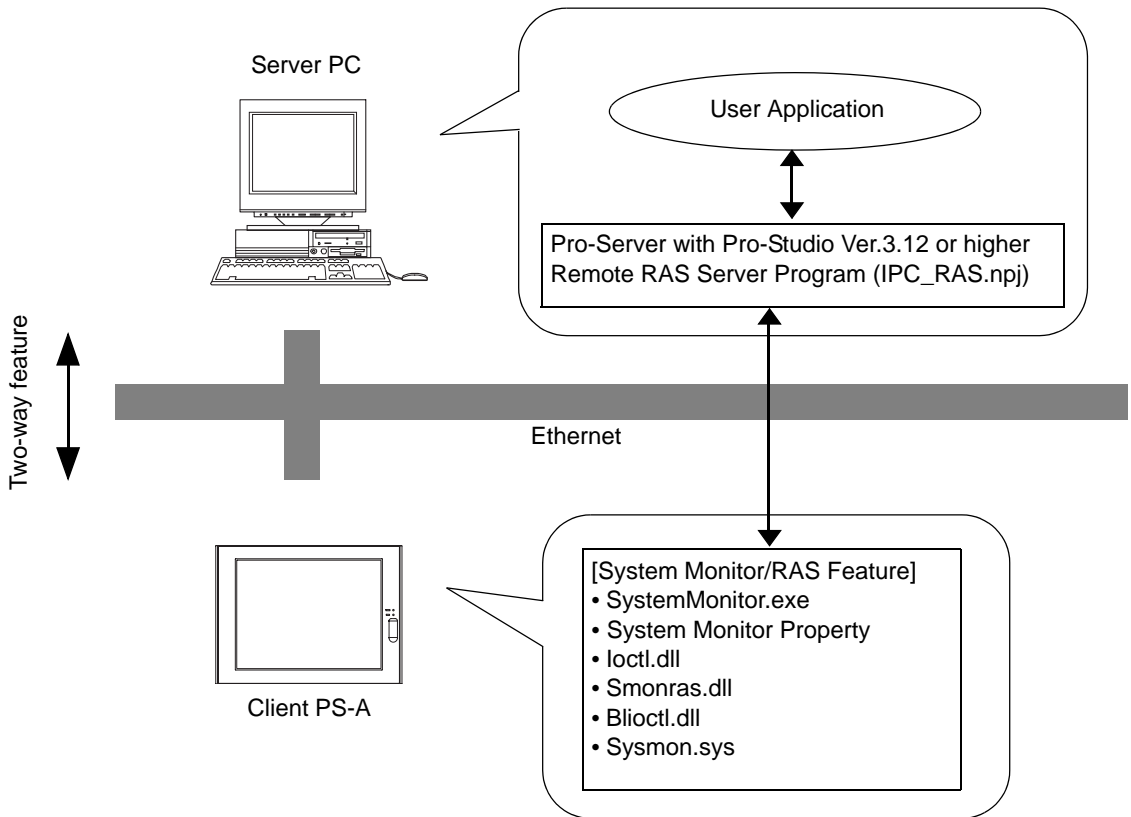 Server PC
User Application
Pro-Server with Pro-Studio Ver.3.12 or higher
Remote RAS Server Program (IPC_RAS.npj)
Two-way feature
Ethernet
[System Monitor/RAS Feature]
• SystemMonitor.exe
• System Monitor Property
• Ioctl.dll
• Smonras.dll
• Blioctl.dll
• Sysmon.sys
Client PS-A